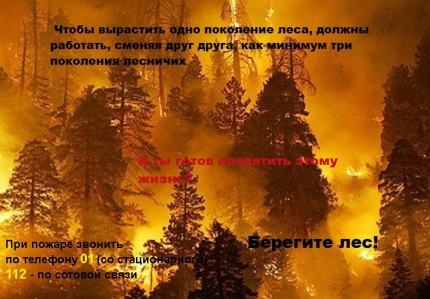 Чтобы вырастить одно поколение леса, должны
работать, сменяя друг друга, как минимум три
поколения лесничих
А ты готов посвятить этому
жизнь?
Берегите лес!
При пожаре звонить
по телефону 01 (со стационарного)
112 - по сотовой связи